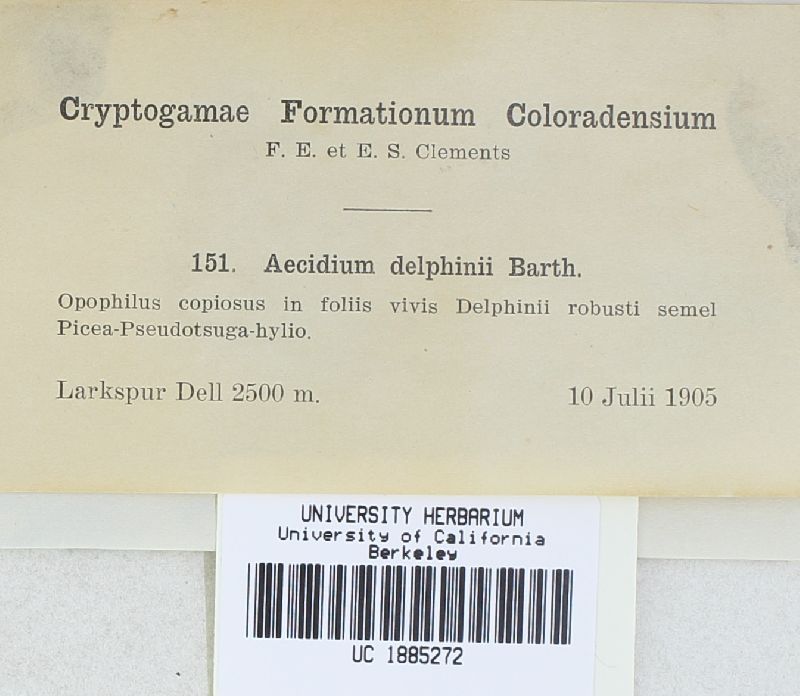 Cryptogamae Formationum Coloradensium
F. E. et E. S. Clements
151. Aecidium delphinii Barth.
Opophilus copiosus in foliis vivis Delphinii robusti semel
Picea-Pseudotsuga-hylio.
Larkspur Dell 2500 m. 10 Julii 1905
UNIVERSITY HERBARIUM
University of California
Berkeley
UC 1885272